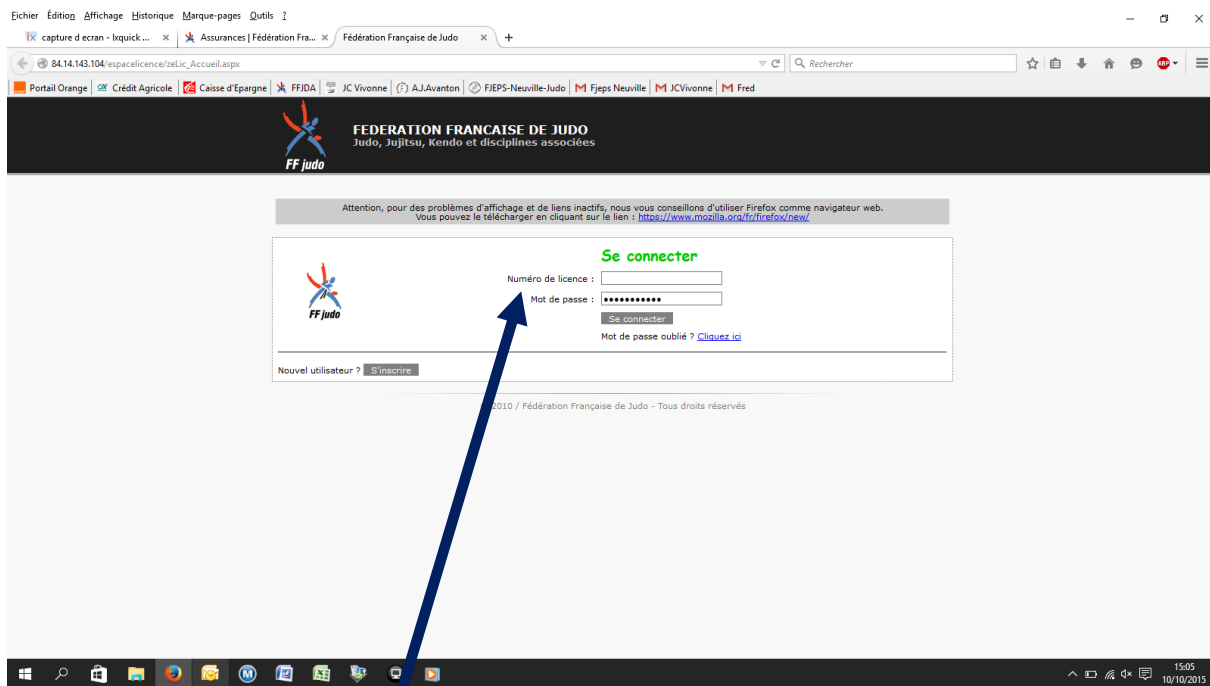 Fichier Édition Affichage Historique Marque-pages Outils ?
capture d ecran - Ixquick ... × Assurances | Fédération Fra... × Fédération Française de Judo × +
84.14.143.104/espacelicence/zeLic_Accueil.aspx Rechercher ABP
Portail Orange Crédit Agricole Caisse d'Epargne FFJDA JC Vivonne A.J.Avanton FJEPS-Neuville-Judo Fjeps Neuville JCVivonne Fred
FEDERATION FRANCAISE DE JUDO
Judo, Jujitsu, Kendo et disciplines associées
FF judo
Attention, pour des problèmes d'affichage et de liens inactifs, nous vous conseillons d'utiliser Firefox comme navigateur web.
Vous pouvez le télécharger en cliquant sur le lien : https://www.mozilla.org/fr/firefox/new/
Se connecter
Numéro de licence :
Mot de passe : •••••••••••
FF judo
Se connecter
Mot de passe oublié ? Cliquez ici
Nouvel utilisateur ? S'inscrire
2010 / Fédération Française de Judo - Tous droits réservés
15:05
10/10/2015